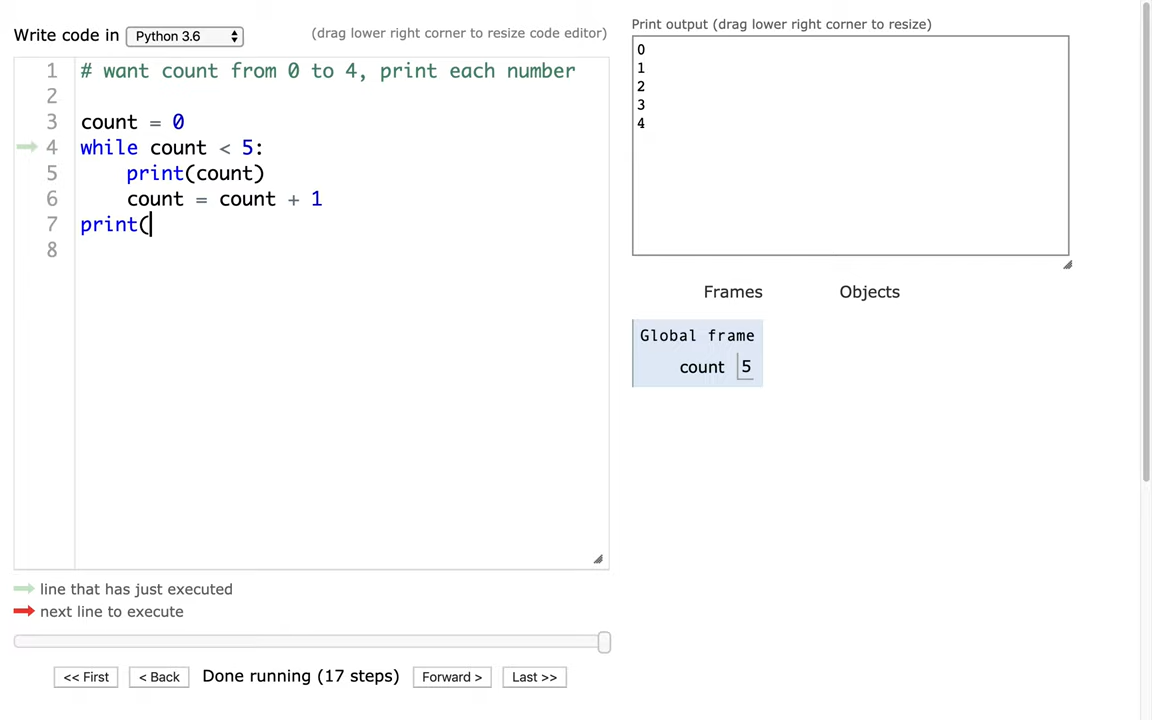 Write code in Python 3.6 (drag lower right corner to resize code editor)
1 # want count from 0 to 4, print each number
2
3 count = 0
4 while count < 5:
5     print(count)
6     count = count + 1
7 print(
8
line that has just executed
next line to execute
<< First < Back Done running (17 steps) Forward > Last >>
Print output (drag lower right corner to resize)
0
1
2
3
4
Frames Objects
Global frame
count 5